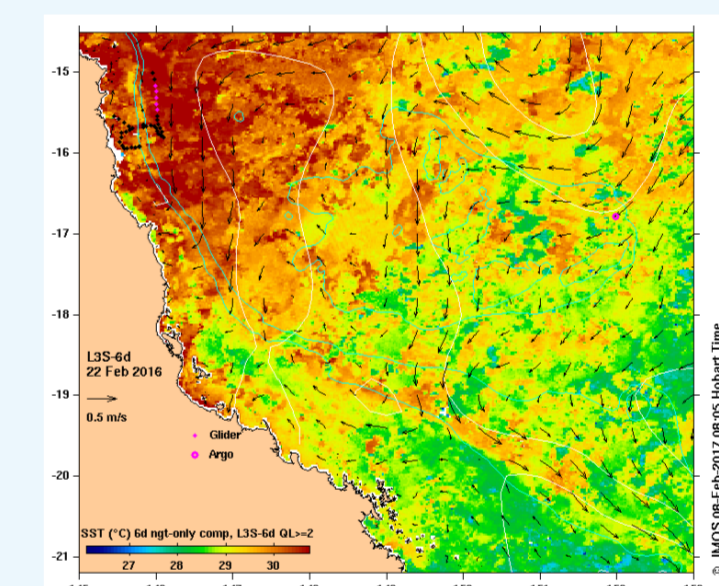 -15
-16
-17
-18
-19
-20
-21
L3S-6d
22 Feb 2016
0.5 m/s
Glider
Argo
SST (°C) 6d ngt-only comp, L3S-6d QL>=2
27 28 29 30
© IMOS 08-Feb-2017 08:05 Hobart Time